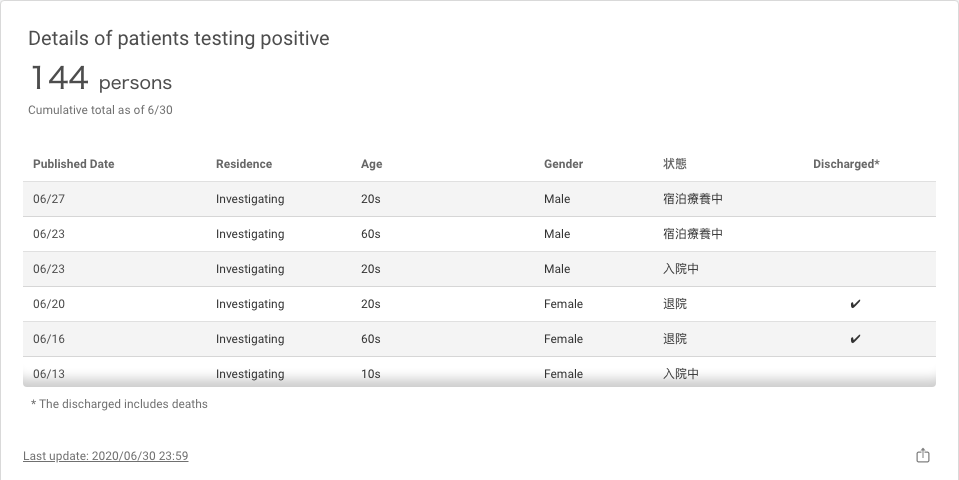 Details of patients testing positive
144 persons
Cumulative total as of 6/30
Published Date Residence Age Gender 状態 Discharged*
06/27 Investigating 20s Male 宿泊療養中
06/23 Investigating 60s Male 宿泊療養中
06/23 Investigating 20s Male 入院中
06/20 Investigating 20s Female 退院 ✔
06/16 Investigating 60s Female 退院 ✔
06/13 Investigating 10s Female 入院中
* The discharged includes deaths
Last update: 2020/06/30 23:59